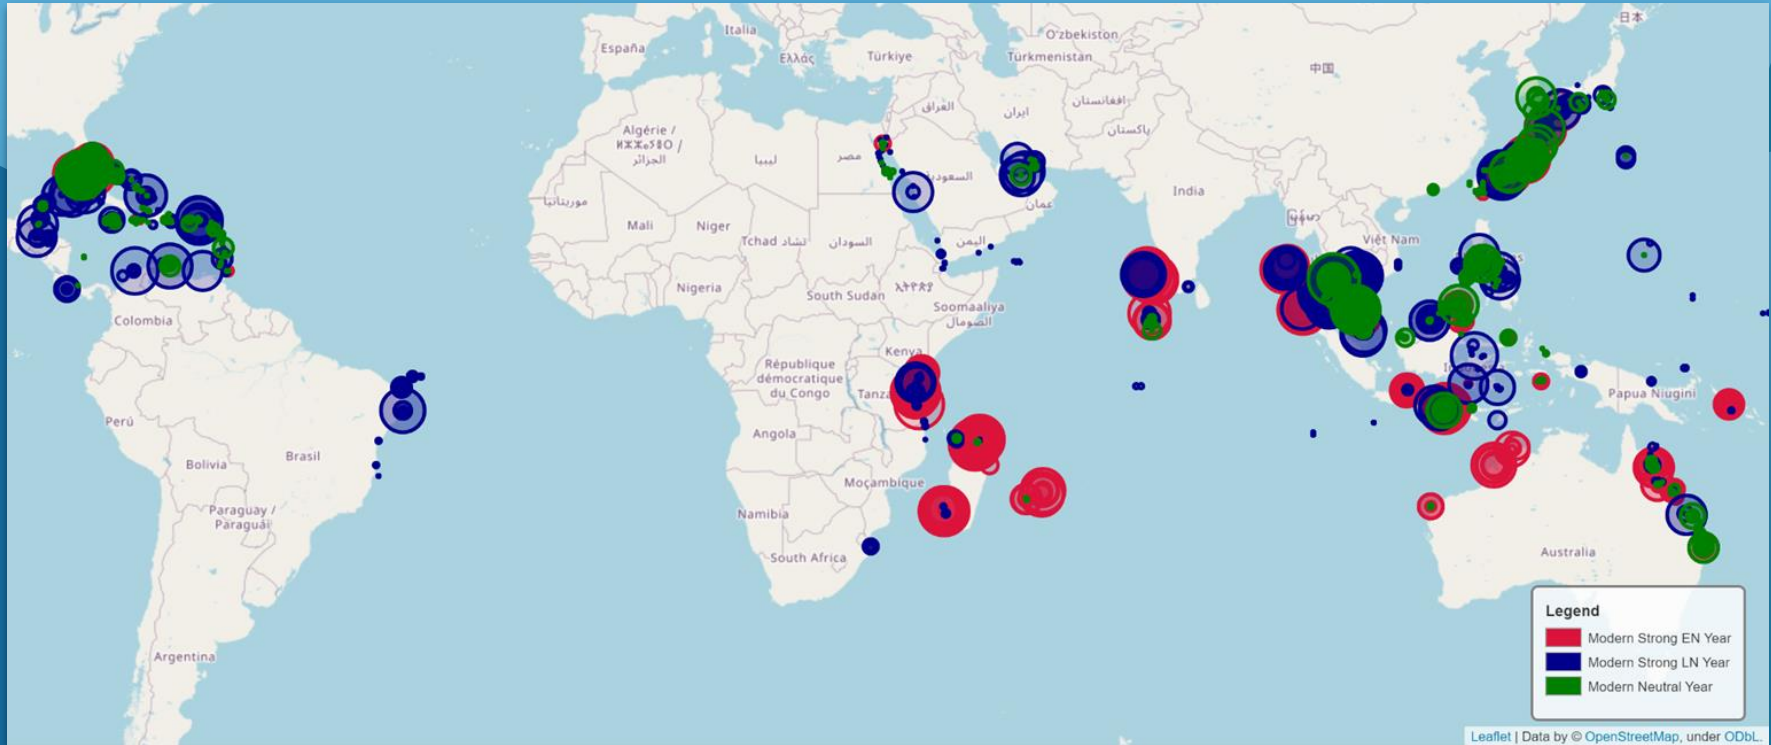 日本
Italia
O'zbekiston
España
Ελλάς
Türkiye
Türkmenistan
中国
العراق
ایران
افغانستان
Algérie /
ⵍⵣⵣⴰⵢⴻⵔ /
الجزائر
ليبيا
مصر
پاکستان
السعودية
India
موريتانيا
عمان
Mali
Niger
Tchad تشاد
السودان
اليمن
Việt Nam
Nigeria
South Sudan
Soomaaliya
الصومال
Colombia
Kenya
République
démocratique
du Congo
Papua Niugini
Perú
Angola
Brasil
Bolivia
Moçambique
Paraguay /
Paraguái
Namibia
South Africa
Australia
Argentina
Legend
Modern Strong EN Year
Modern Strong LN Year
Modern Neutral Year
Leaflet | Data by © OpenStreetMap, under ODbL.